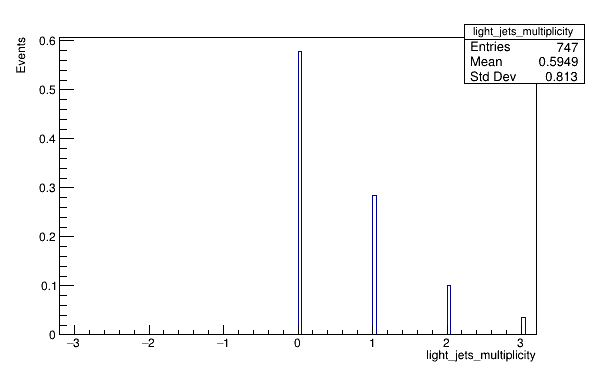 light_jets_multiplicity
Entries 747
Mean 0.5949
Std Dev 0.813
Events
0.6
0.5
0.4
0.3
0.2
0.1
0
−3 −2 −1 0 1 2 3
light_jets_multiplicity